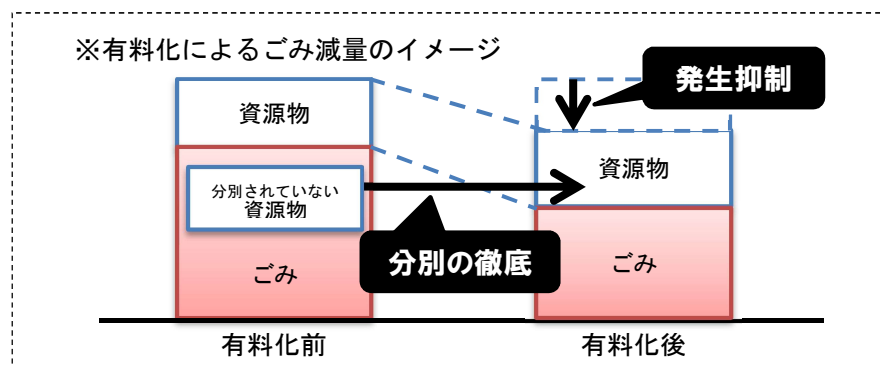 ※有料化によるごみ減量のイメージ
発生抑制
資源物
資源物
分別されていない
資源物
分別の徹底
ごみ
ごみ
有料化前
有料化後